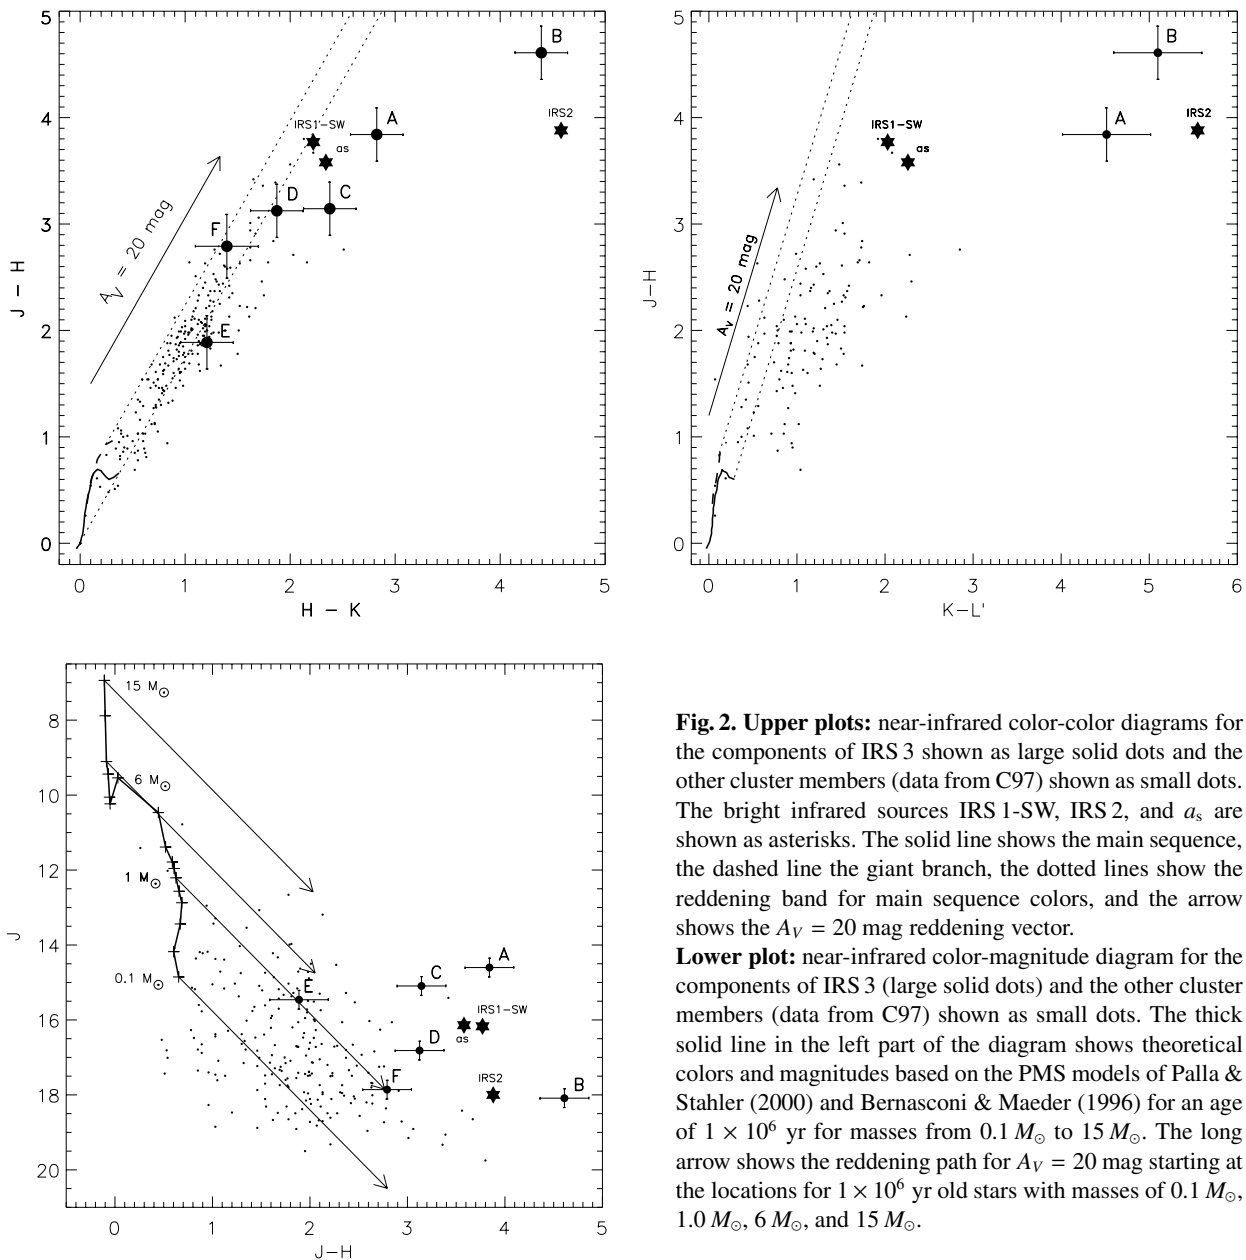 5
4
3
2
1
0
J – H
0 1 2 3 4 5
H – K
A_V = 20 mag
B
IRS1-SW
A
as
IRS2
D
C
F
E
5
4
3
2
1
0
J–H
0 1 2 3 4 5 6
K–L'
A_V = 20 mag
B
A
IRS2
IRS1-SW
as
8
10
12
14
16
18
20
J
0 1 2 3 4 5
J–H
15 M⊙
6 M⊙
1 M⊙
0.1 M⊙
A
C
E
IRS1-SW
as
D
F
IRS2
B
Fig. 2. Upper plots: near-infrared color-color diagrams for
the components of IRS 3 shown as large solid dots and the
other cluster members (data from C97) shown as small dots.
The bright infrared sources IRS 1-SW, IRS 2, and a_s are
shown as asterisks. The solid line shows the main sequence,
the dashed line the giant branch, the dotted lines show the
reddening band for main sequence colors, and the arrow
shows the A_V = 20 mag reddening vector.
Lower plot: near-infrared color-magnitude diagram for the
components of IRS 3 (large solid dots) and the other cluster
members (data from C97) shown as small dots. The thick
solid line in the left part of the diagram shows theoretical
colors and magnitudes based on the PMS models of Palla &
Stahler (2000) and Bernasconi & Maeder (1996) for an age
of 1 × 10⁶ yr for masses from 0.1 M⊙ to 15 M⊙. The long
arrow shows the reddening path for A_V = 20 mag starting at
the locations for 1 × 10⁶ yr old stars with masses of 0.1 M⊙,
1.0 M⊙, 6 M⊙, and 15 M⊙.